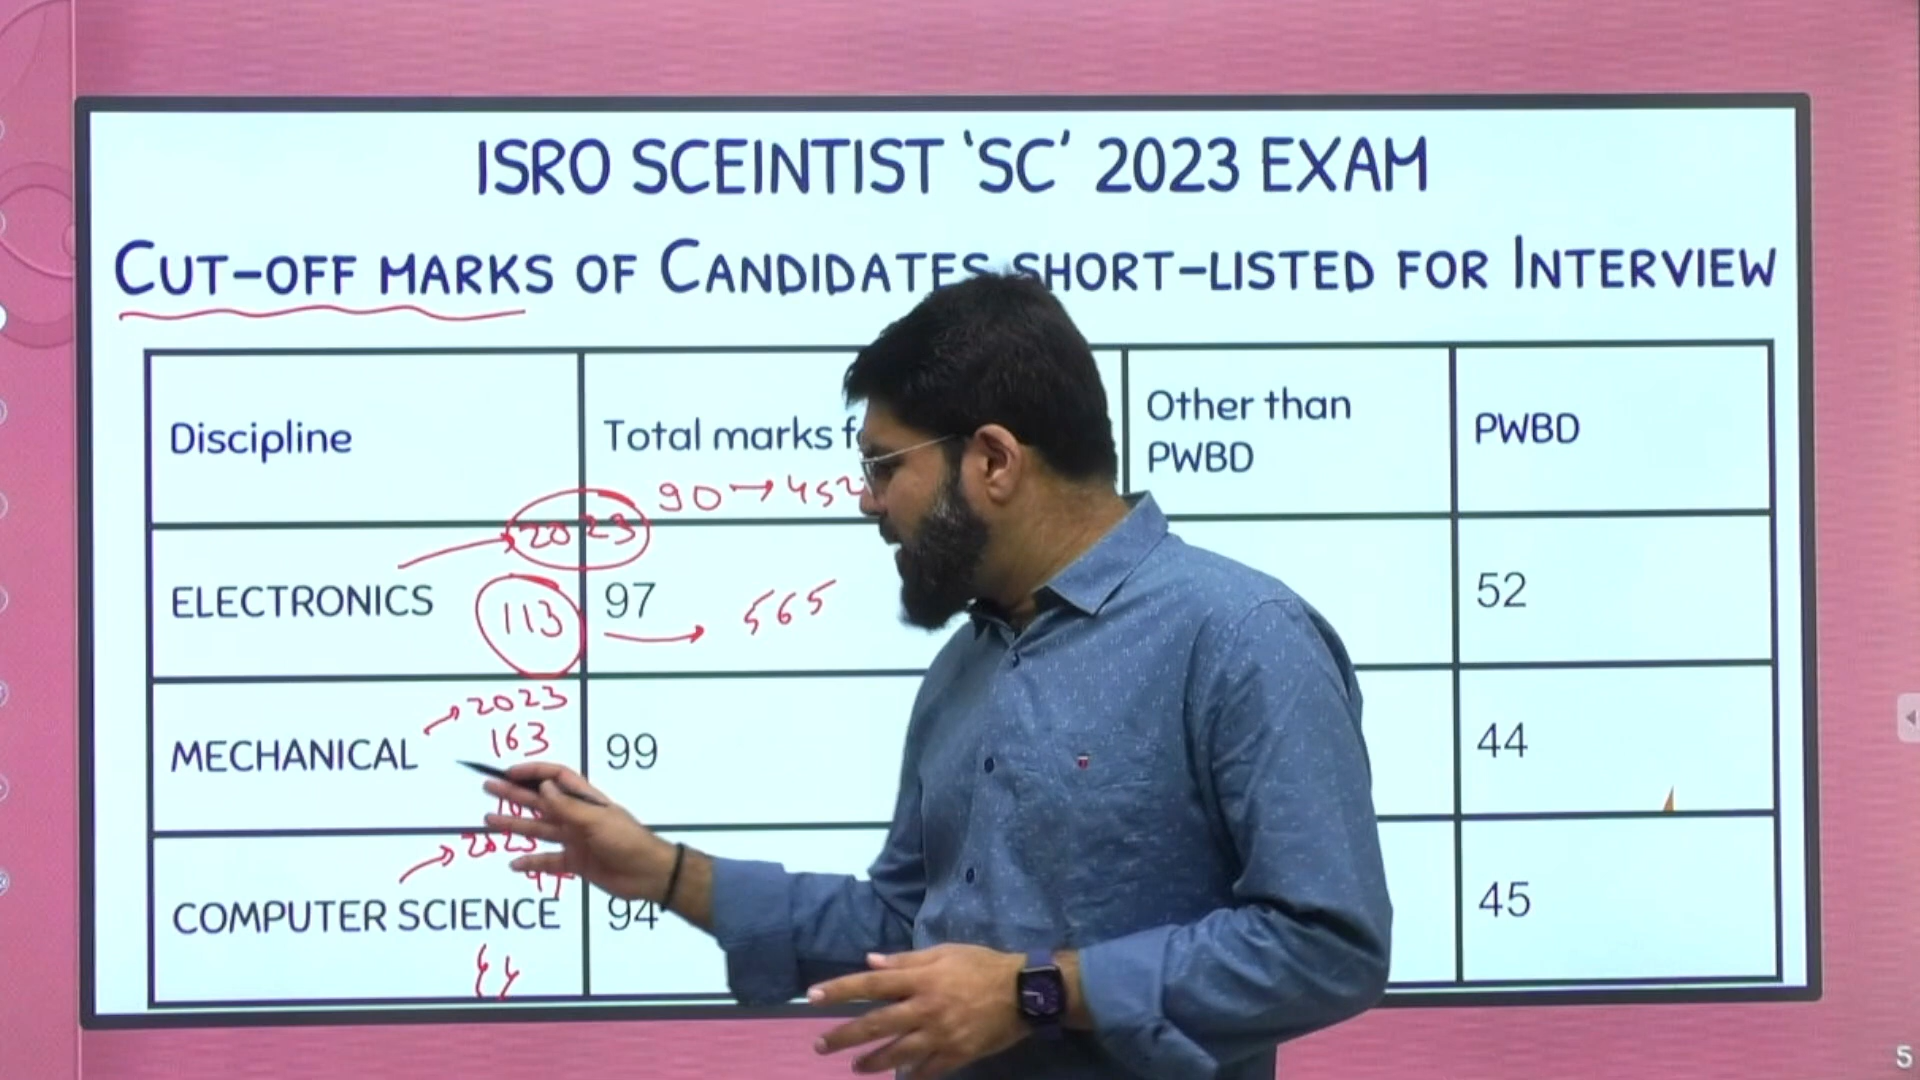 ISRO SCEINTIST ‘SC’ 2023 EXAM
CUT-OFF MARKS OF CANDIDATES SHORT-LISTED FOR INTERVIEW
Discipline
Total marks
Other than
PWBD
PWBD
90 → 452
2023
ELECTRONICS
113
97
565
52
2023
163
MECHANICAL
99
44
2023
COMPUTER SCIENCE
94
45
5